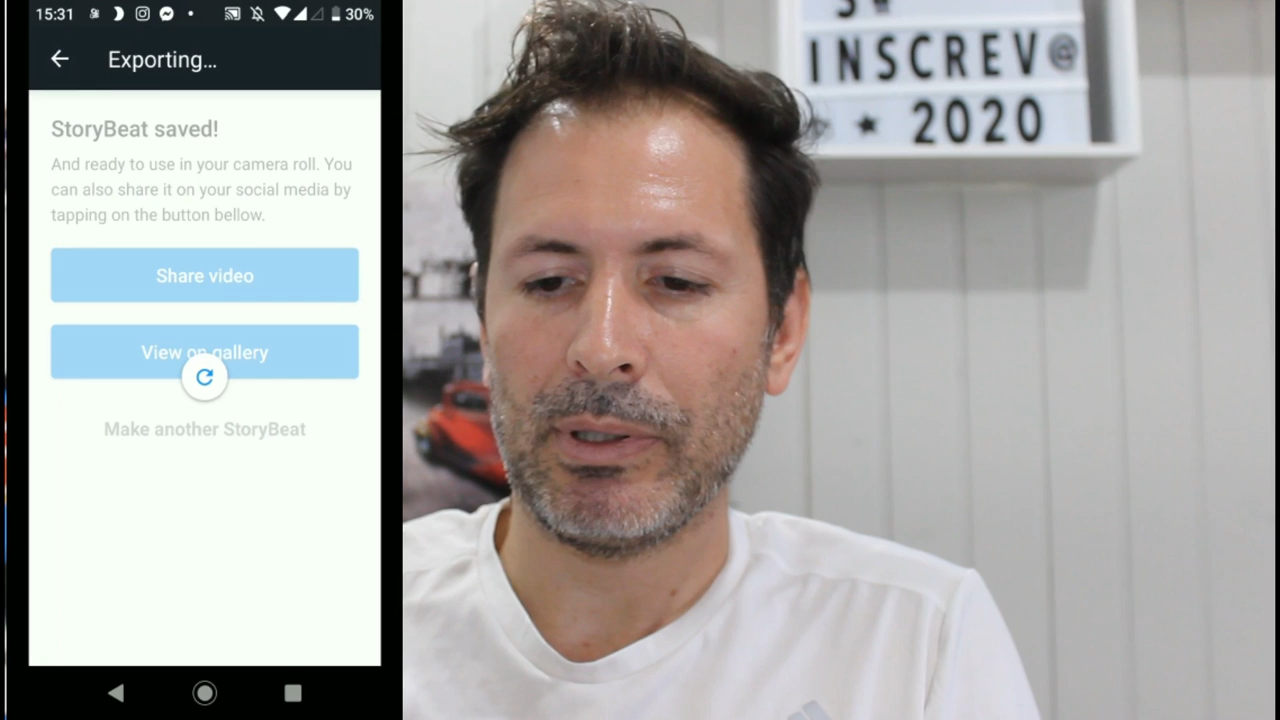 15:31
30%
Exporting...
StoryBeat saved!
And ready to use in your camera roll. You
can also share it on your social media by
tapping on the button bellow.
Share video
View on gallery
Make another StoryBeat
INSCREV@
★ 2020